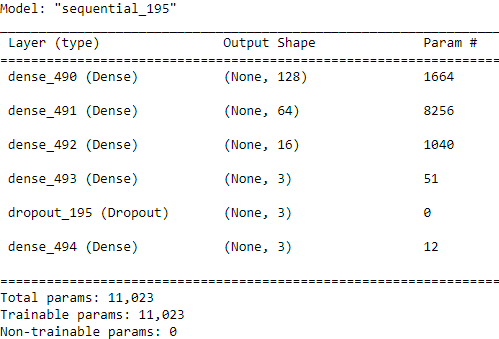 Model: "sequential_195"
Layer (type) Output Shape Param #
dense_490 (Dense) (None, 128) 1664
dense_491 (Dense) (None, 64) 8256
dense_492 (Dense) (None, 16) 1040
dense_493 (Dense) (None, 3) 51
dropout_195 (Dropout) (None, 3) 0
dense_494 (Dense) (None, 3) 12
Total params: 11,023
Trainable params: 11,023
Non-trainable params: 0